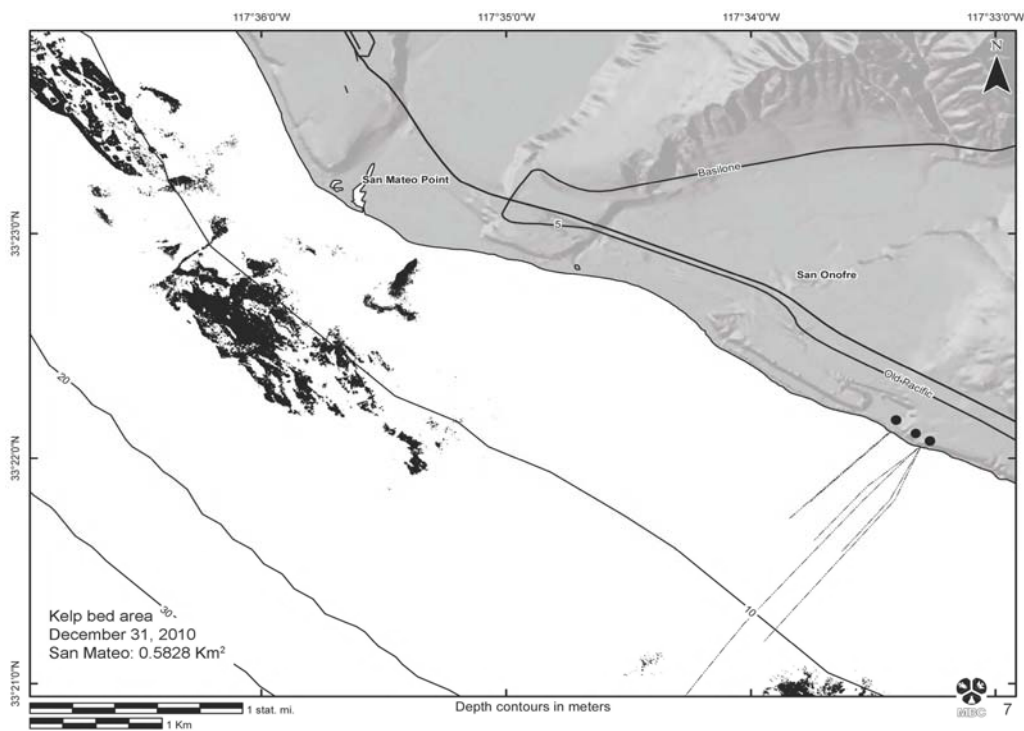 117°36'0"W
117°35'0"W
117°34'0"W
117°33'0"W
N
33°23'0"N
33°22'0"N
33°21'0"N
San Mateo Point
Basilone
5
San Onofre
Old Pacific
20
30
10
Kelp bed area
December 31, 2010
San Mateo: 0.5828 Km²
1 stat. mi.
1 Km
Depth contours in meters
MBC
7